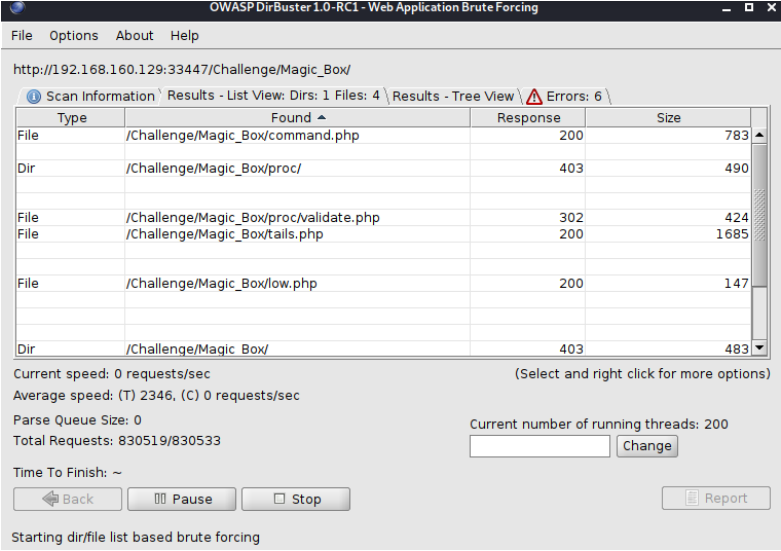 OWASP DirBuster 1.0-RC1 - Web Application Brute Forcing
File Options About Help
http://192.168.160.129:33447/Challenge/Magic_Box/
Scan Information Results - List View: Dirs: 1 Files: 4 Results - Tree View Errors: 6
Type Found Response Size
File /Challenge/Magic_Box/command.php 200 783
Dir /Challenge/Magic_Box/proc/ 403 490
File /Challenge/Magic_Box/proc/validate.php 302 424
File /Challenge/Magic_Box/tails.php 200 1685
File /Challenge/Magic_Box/low.php 200 147
Dir /Challenge/Magic_Box/ 403 483
Current speed: 0 requests/sec (Select and right click for more options)
Average speed: (T) 2346, (C) 0 requests/sec
Parse Queue Size: 0 Current number of running threads: 200
Total Requests: 830519/830533 Change
Time To Finish: ~
Back Pause Stop Report
Starting dir/file list based brute forcing